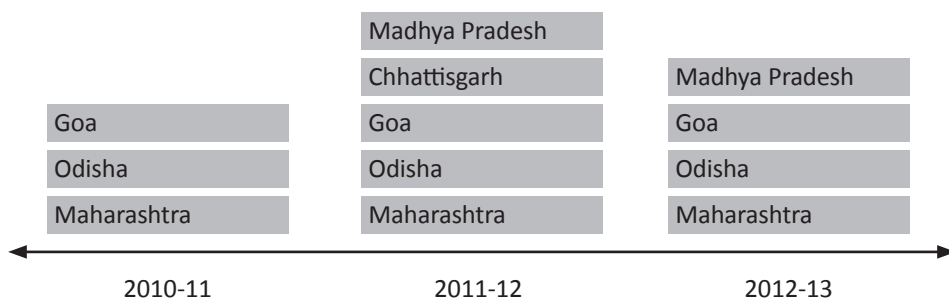 Madhya Pradesh
Chhattisgarh Madhya Pradesh
Goa Goa Goa
Odisha Odisha Odisha
Maharashtra Maharashtra Maharashtra
2010-11 2011-12 2012-13